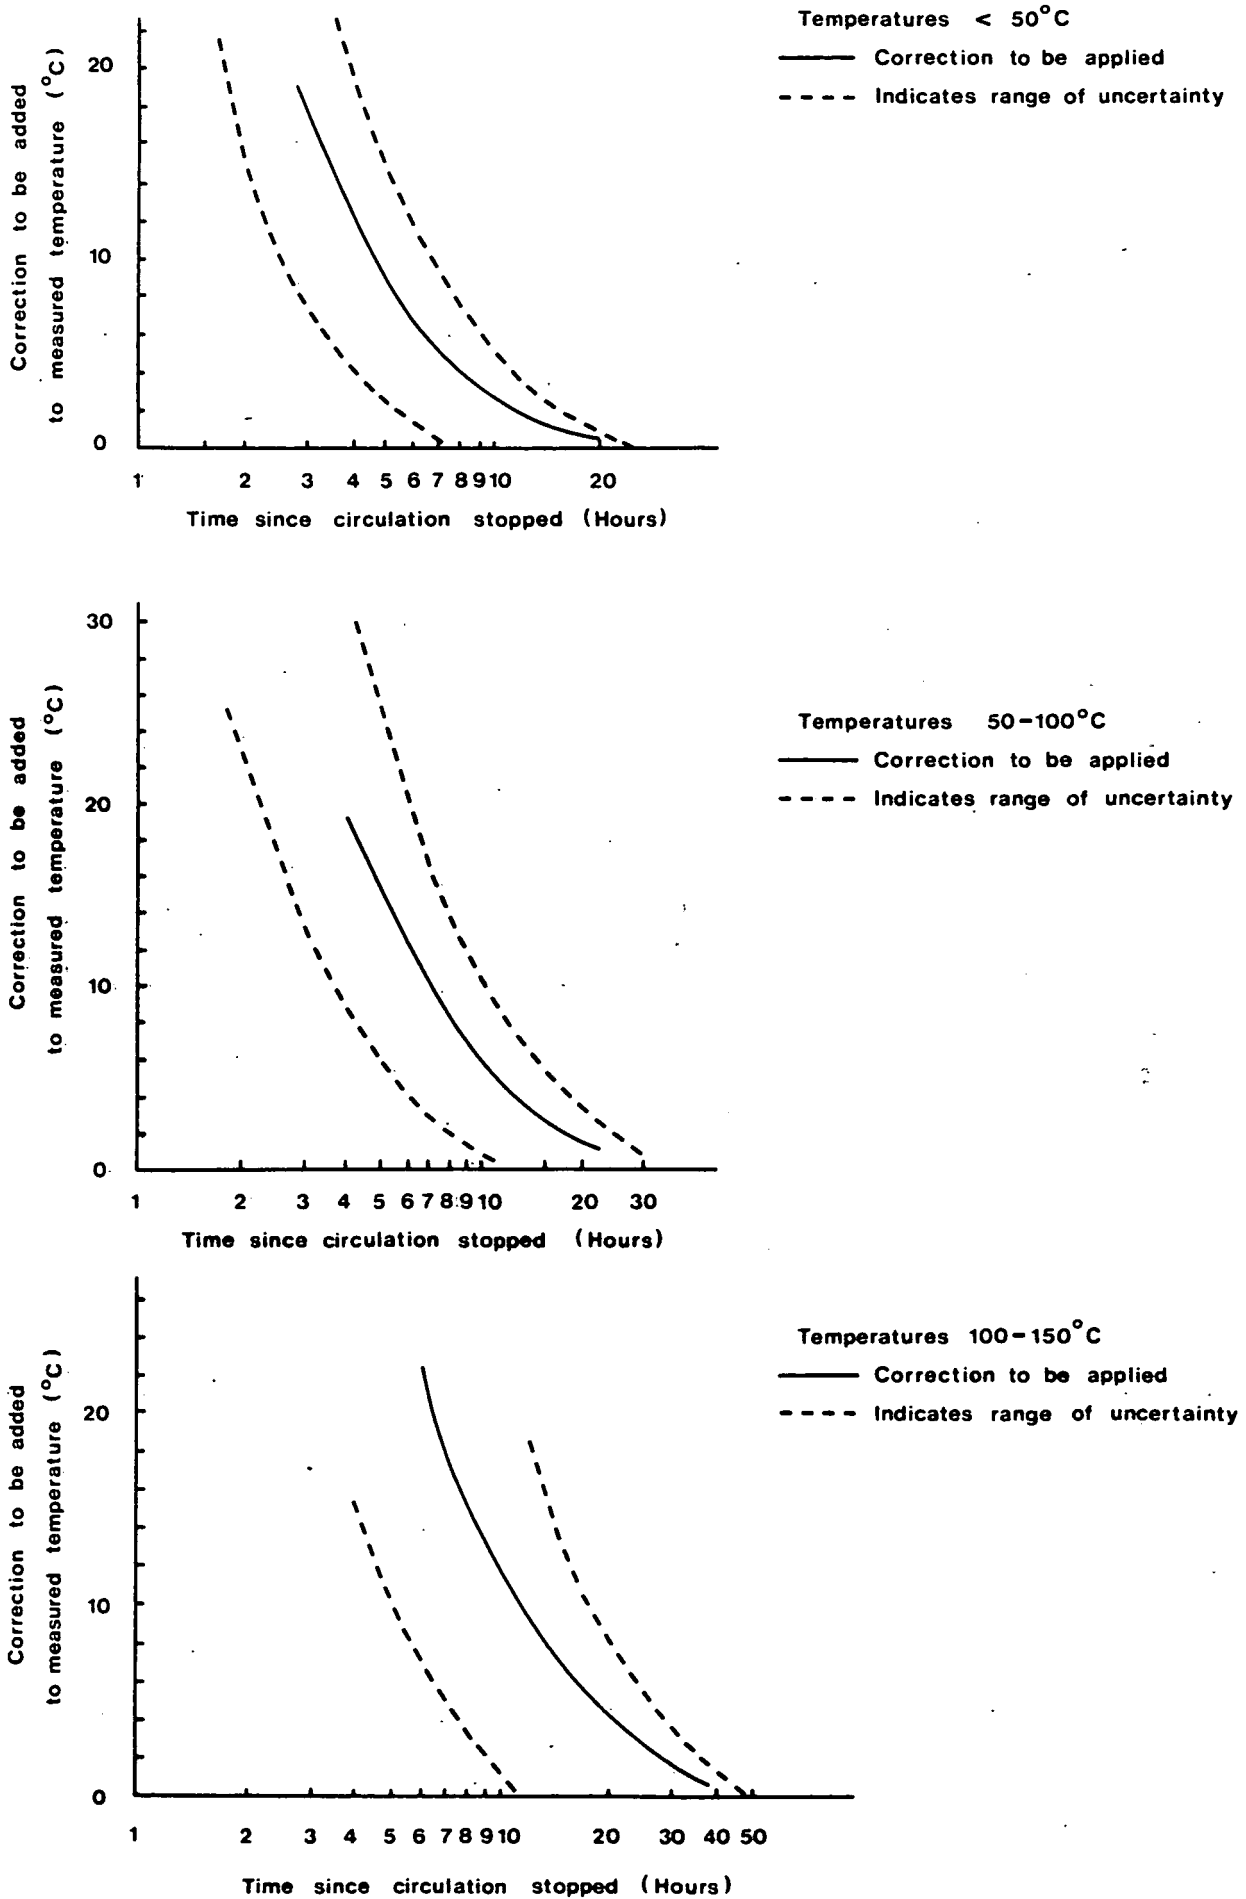 Temperatures < 50°C
Correction to be applied
Indicates range of uncertainty
Correction to be added
to measured temperature (°C)
20
10
0
1 2 3 4 5 6 7 8 9 10 20
Time since circulation stopped (Hours)
Temperatures 50-100°C
Correction to be applied
Indicates range of uncertainty
Correction to be added
to measured temperature (°C)
30
20
10
0
1 2 3 4 5 6 7 8 9 10 20 30
Time since circulation stopped (Hours)
Temperatures 100-150°C
Correction to be applied
Indicates range of uncertainty
Correction to be added
to measured temperature (°C)
20
10
0
1 2 3 4 5 6 7 8 9 10 20 30 40 50
Time since circulation stopped (Hours)